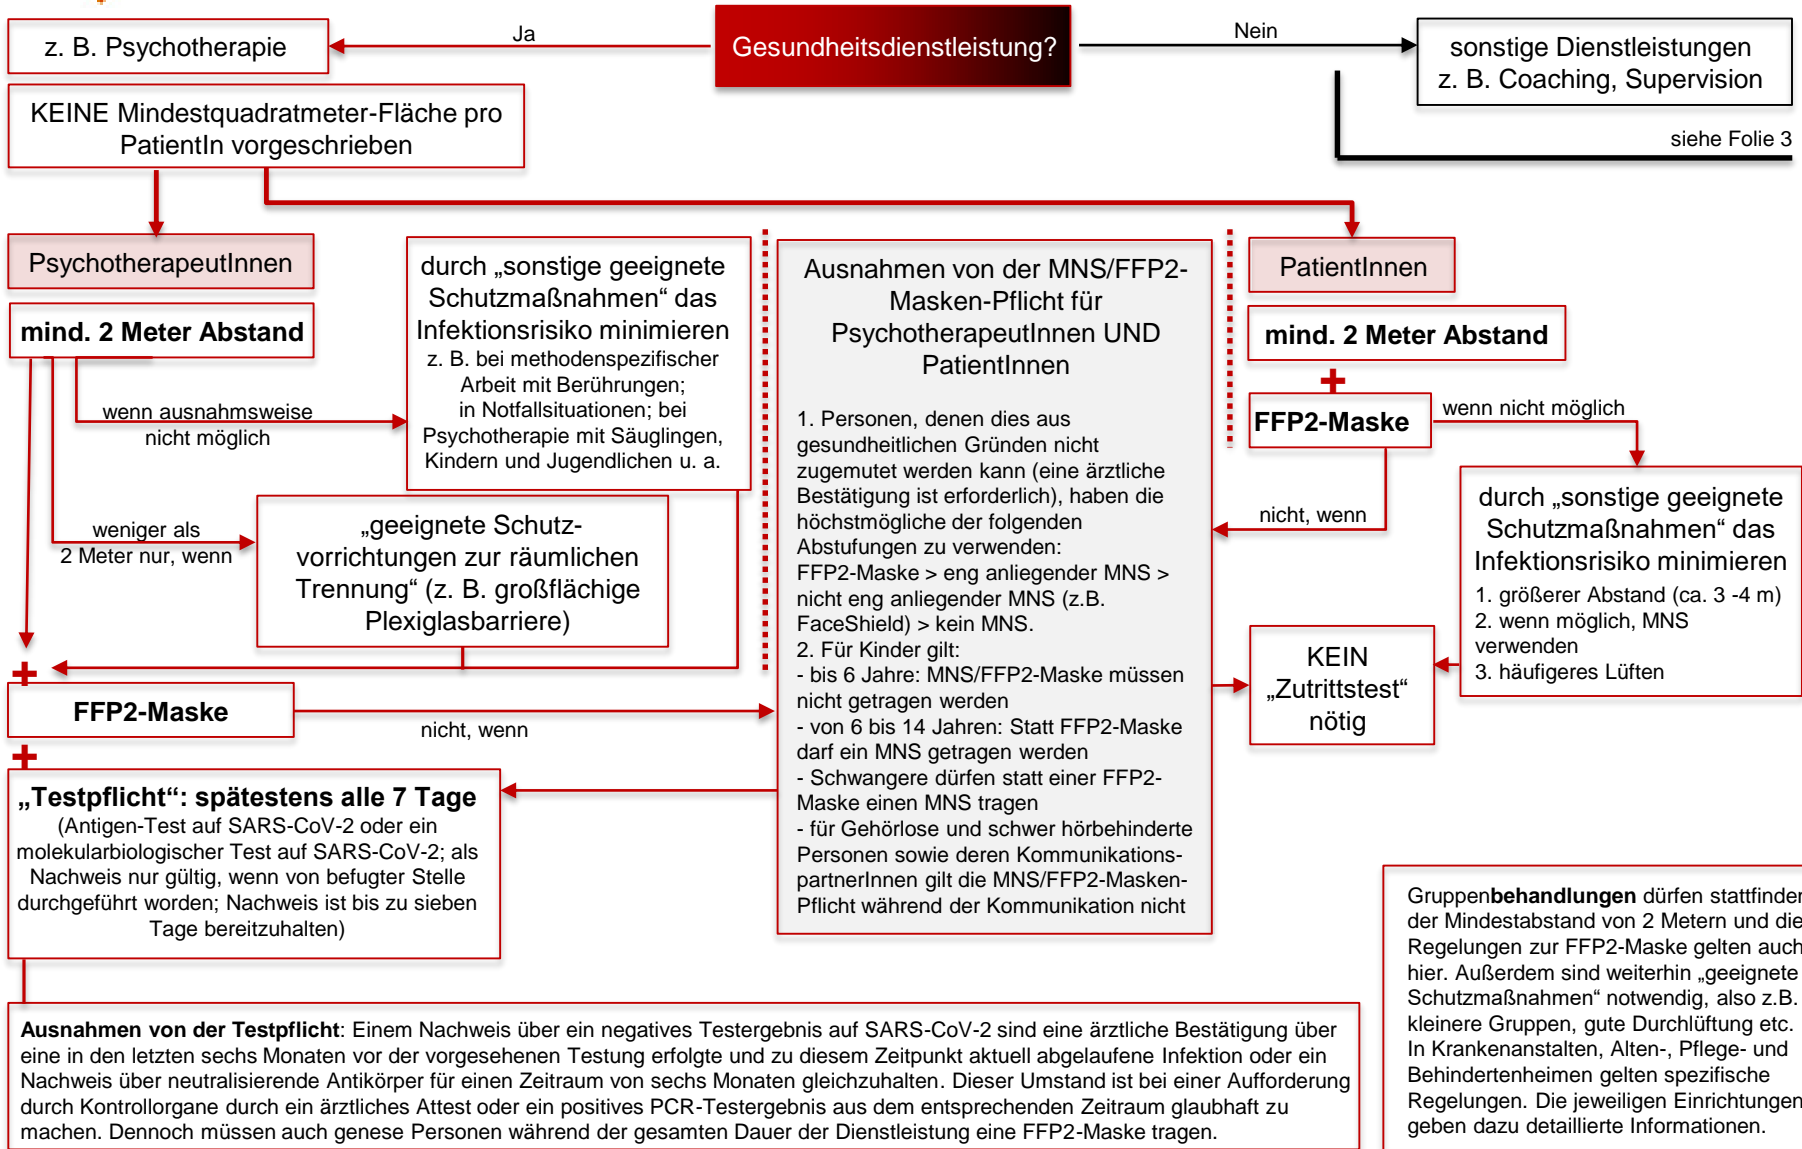 z. B. Psychotherapie
Ja
Gesundheitsdienstleistung?
Nein
sonstige Dienstleistungen
z. B. Coaching, Supervision
KEINE Mindestquadratmeter-Fläche pro
PatientIn vorgeschrieben
siehe Folie 3
PsychotherapeutInnen
mind. 2 Meter Abstand
wenn ausnahmsweise
nicht möglich
durch „sonstige geeignete
Schutzmaßnahmen“ das
Infektionsrisiko minimieren
z. B. bei methodenspezifischer
Arbeit mit Berührungen;
in Notfallsituationen; bei
Psychotherapie mit Säuglingen,
Kindern und Jugendlichen u. a.
weniger als
2 Meter nur, wenn
„geeignete Schutz-
vorrichtungen zur räumlichen
Trennung“ (z. B. großflächige
Plexiglasbarriere)
+
FFP2-Maske
nicht, wenn
+
„Testpflicht“: spätestens alle 7 Tage
(Antigen-Test auf SARS-CoV-2 oder ein
molekularbiologischer Test auf SARS-CoV-2; als
Nachweis nur gültig, wenn von befugter Stelle
durchgeführt worden; Nachweis ist bis zu sieben
Tage bereitzuhalten)
Ausnahmen von der MNS/FFP2-
Masken-Pflicht für
PsychotherapeutInnen UND
PatientInnen
1. Personen, denen dies aus
gesundheitlichen Gründen nicht
zugemutet werden kann (eine ärztliche
Bestätigung ist erforderlich), haben die
höchstmögliche der folgenden
Abstufungen zu verwenden:
FFP2-Maske > eng anliegender MNS >
nicht eng anliegender MNS (z.B.
FaceShield) > kein MNS.
2. Für Kinder gilt:
- bis 6 Jahre: MNS/FFP2-Maske müssen
nicht getragen werden
- von 6 bis 14 Jahren: Statt FFP2-Maske
darf ein MNS getragen werden
- Schwangere dürfen statt einer FFP2-
Maske einen MNS tragen
- für Gehörlose und schwer hörbehinderte
Personen sowie deren Kommunikations-
partnerInnen gilt die MNS/FFP2-Masken-
Pflicht während der Kommunikation nicht
PatientInnen
mind. 2 Meter Abstand
+
FFP2-Maske
wenn nicht möglich
nicht, wenn
durch „sonstige geeignete
Schutzmaßnahmen“ das
Infektionsrisiko minimieren
1. größerer Abstand (ca. 3 -4 m)
2. wenn möglich, MNS
verwenden
3. häufigeres Lüften
KEIN
„Zutrittstest“
nötig
Ausnahmen von der Testpflicht: Einem Nachweis über ein negatives Testergebnis auf SARS-CoV-2 sind eine ärztliche Bestätigung über
eine in den letzten sechs Monaten vor der vorgesehenen Testung erfolgte und zu diesem Zeitpunkt aktuell abgelaufene Infektion oder ein
Nachweis über neutralisierende Antikörper für einen Zeitraum von sechs Monaten gleichzuhalten. Dieser Umstand ist bei einer Aufforderung
durch Kontrollorgane durch ein ärztliches Attest oder ein positives PCR-Testergebnis aus dem entsprechenden Zeitraum glaubhaft zu
machen. Dennoch müssen auch genese Personen während der gesamten Dauer der Dienstleistung eine FFP2-Maske tragen.
Gruppenbehandlungen dürfen stattfinden
der Mindestabstand von 2 Metern und die
Regelungen zur FFP2-Maske gelten auch
hier. Außerdem sind weiterhin „geeignete
Schutzmaßnahmen“ notwendig, also z.B.
kleinere Gruppen, gute Durchlüftung etc.
In Krankenanstalten, Alten-, Pflege- und
Behindertenheimen gelten spezifische
Regelungen. Die jeweiligen Einrichtungen
geben dazu detaillierte Informationen.